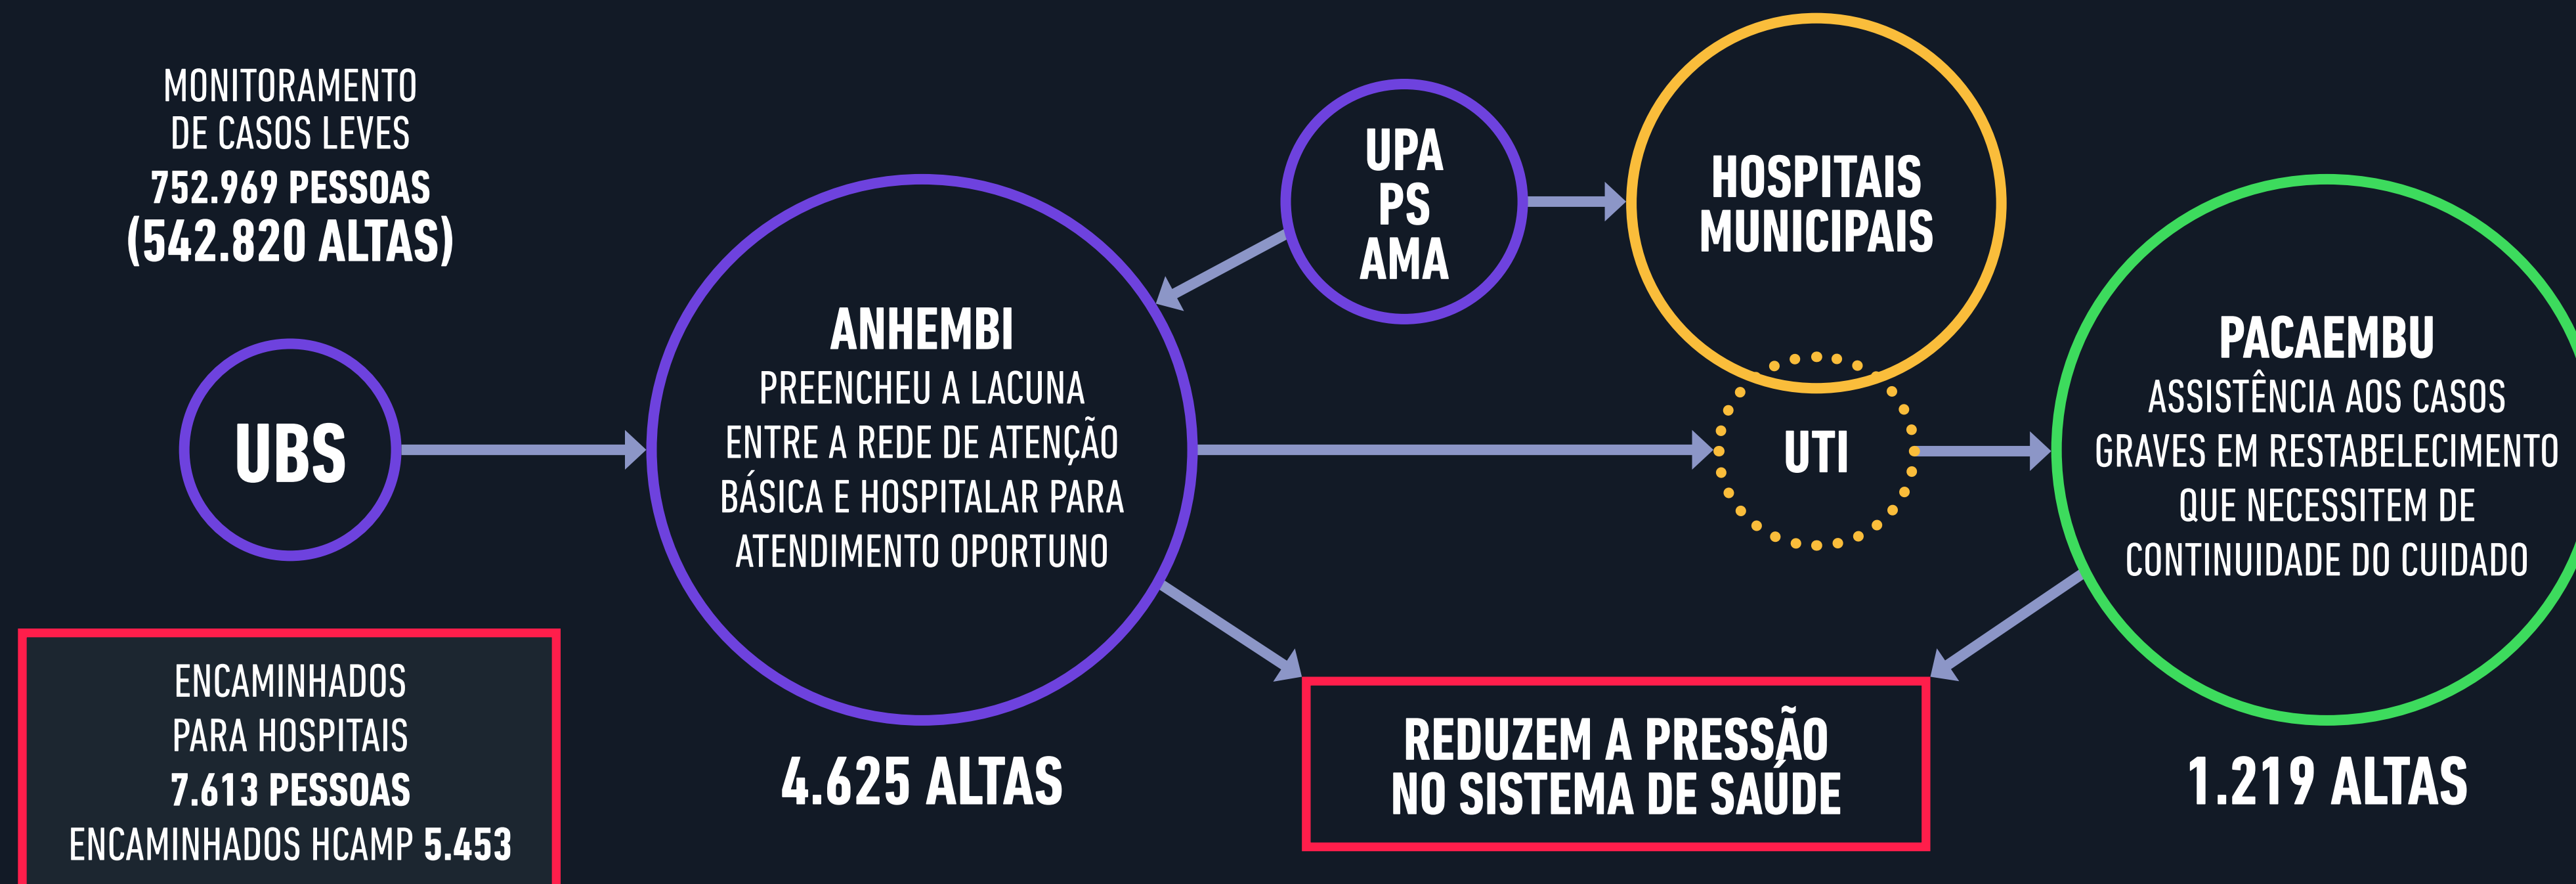 MONITORAMENTO
DE CASOS LEVES
752.969 PESSOAS
(542.820 ALTAS)
UBS
ENCAMINHADOS
PARA HOSPITAIS
7.613 PESSOAS
ENCAMINHADOS HCAMP 5.453
ANHEMBI
PREENCHEU A LACUNA
ENTRE A REDE DE ATENÇÃO
BÁSICA E HOSPITALAR PARA
ATENDIMENTO OPORTUNO
4.625 ALTAS
UPA
PS
AMA
HOSPITAIS
MUNICIPAIS
UTI
REDUZEM A PRESSÃO
NO SISTEMA DE SAÚDE
PACAEMBU
ASSISTÊNCIA AOS CASOS
GRAVES EM RESTABELECIMENTO
QUE NECESSITEM DE
CONTINUIDADE DO CUIDADO
1.219 ALTAS